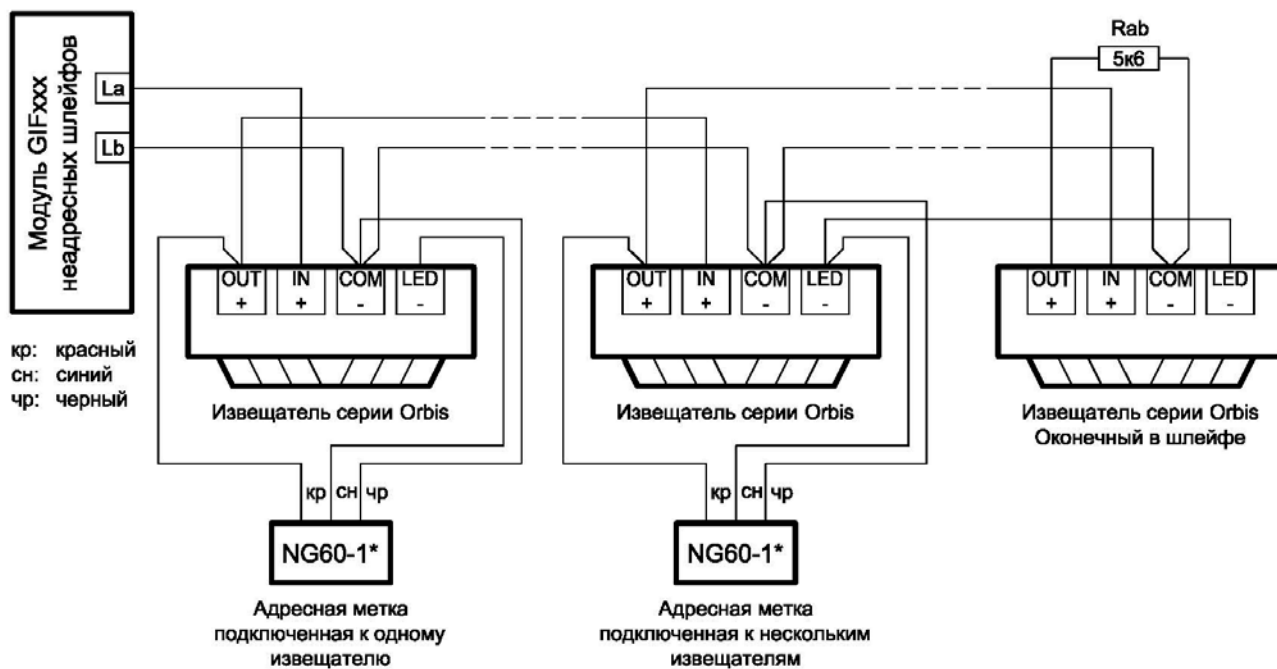 Модуль GIFxxx
неадресных шлейфов
La
Lb
Rab
5к6
OUT
+
IN
+
COM
-
LED
-
OUT
+
IN
+
COM
-
LED
-
OUT
+
IN
+
COM
-
LED
-
кр: красный
сн: синий
чр: черный
Извещатель серии Orbis
Извещатель серии Orbis
Извещатель серии Orbis
Оконечный в шлейфе
кр сн чр
кр сн чр
NG60-1*
NG60-1*
Адресная метка
подключенная к одному
извещателю
Адресная метка
подключенная к нескольким
извещателям